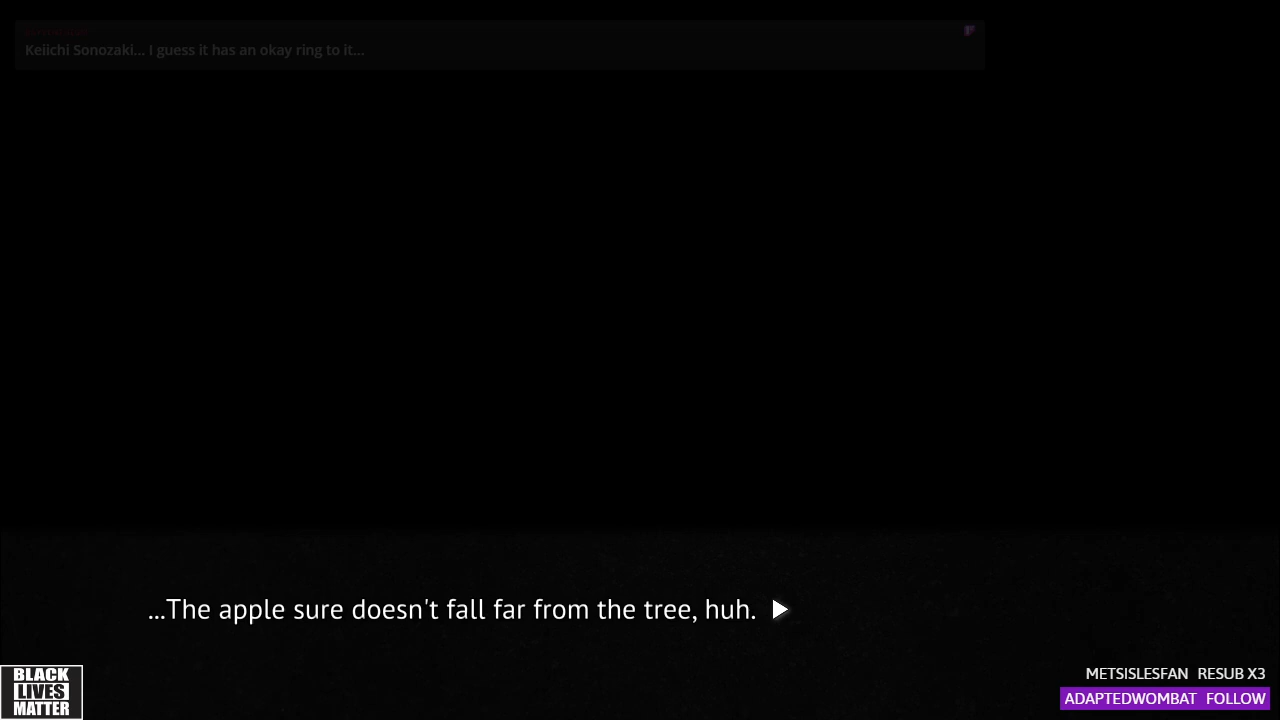 Keiichi Sonozaki... I guess it has an okay ring to it...
...The apple sure doesn't fall far from the tree, huh.
BLACK
LIVES
MATTER
METSISLESFAN RESUB X3
ADAPTEDWOMBAT FOLLOW